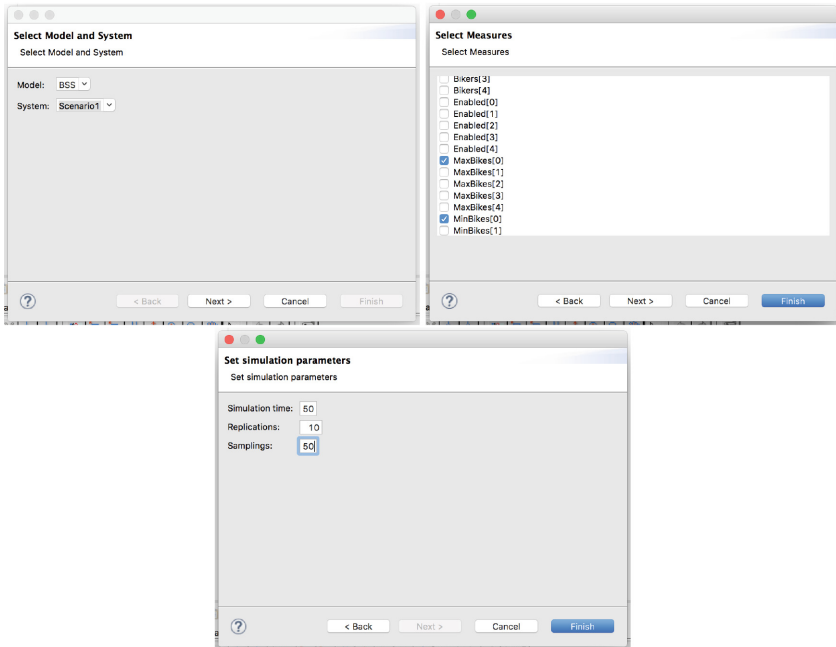 Select Model and System
Select Model and System
Model: BSS
System: Scenario1
?
< Back Next > Cancel Finish
Select Measures
Select Measures
Bikers[3]
Bikers[4]
Enabled[0]
Enabled[1]
Enabled[2]
Enabled[3]
Enabled[4]
MaxBikes[0]
MaxBikes[1]
MaxBikes[2]
MaxBikes[3]
MaxBikes[4]
MinBikes[0]
MinBikes[1]
?
< Back Next > Cancel Finish
Set simulation parameters
Set simulation parameters
Simulation time: 50
Replications: 10
Samplings: 50
?
< Back Next > Cancel Finish